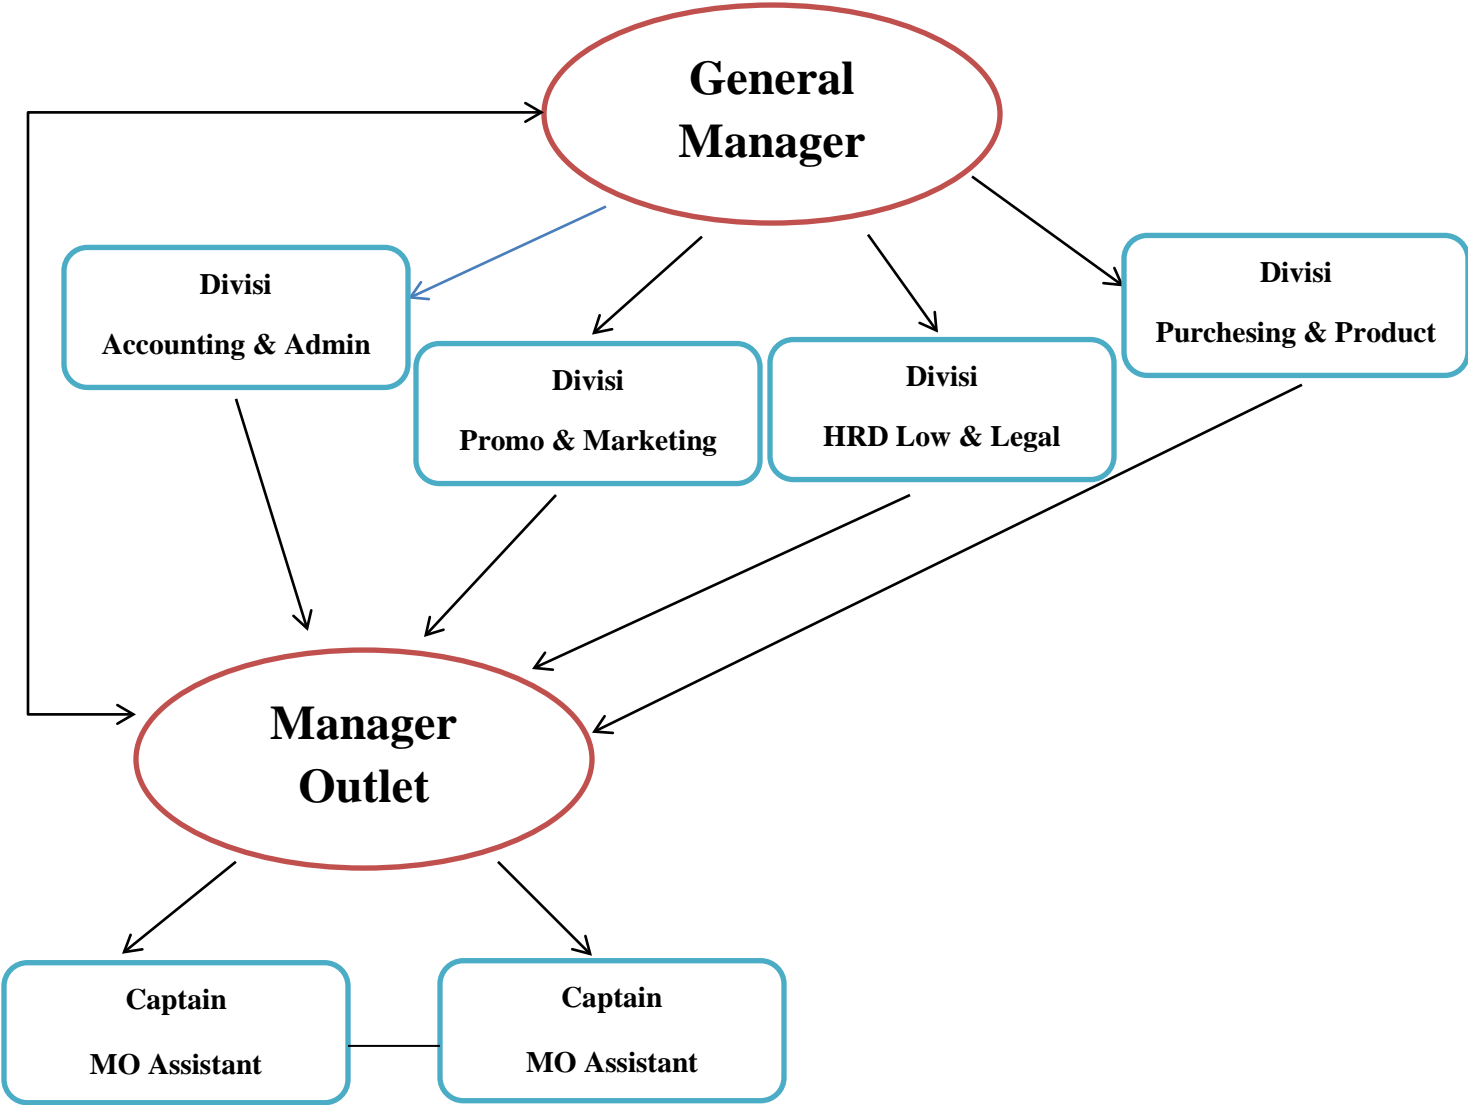 General
Manager
Divisi
Accounting & Admin
Divisi
Promo & Marketing
Divisi
HRD Low & Legal
Divisi
Purchesing & Product
Manager
Outlet
Captain
MO Assistant
Captain
MO Assistant